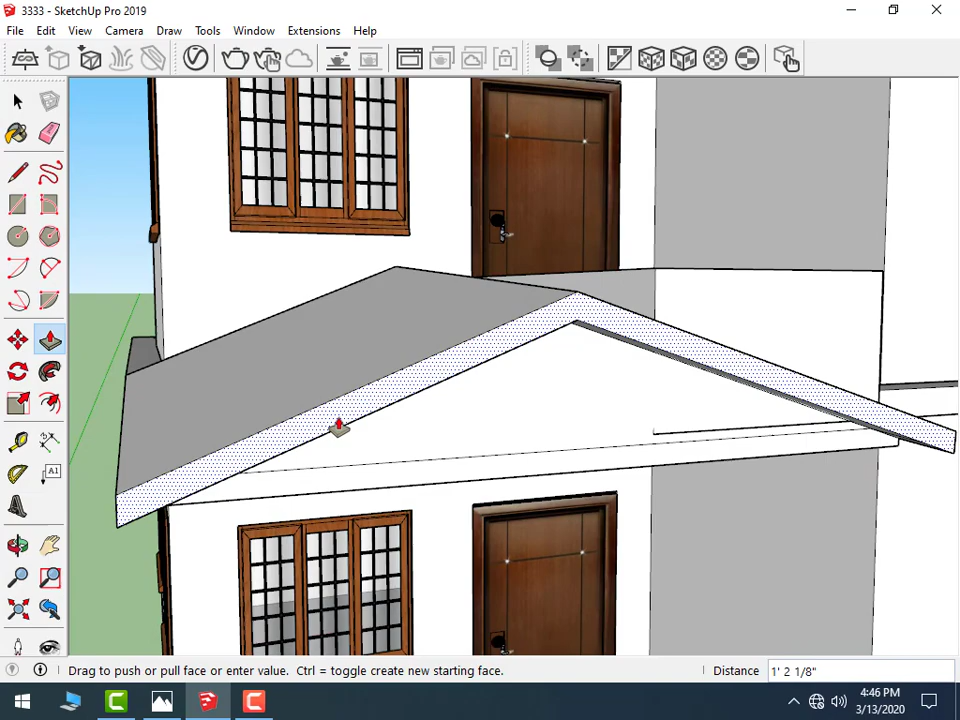 3333 - SketchUp Pro 2019
File Edit View Camera Draw Tools Window Extensions Help
A1
Drag to push or pull face or enter value. Ctrl = toggle create new starting face.
Distance 1' 2 1/8"
4:46 PM
3/13/2020